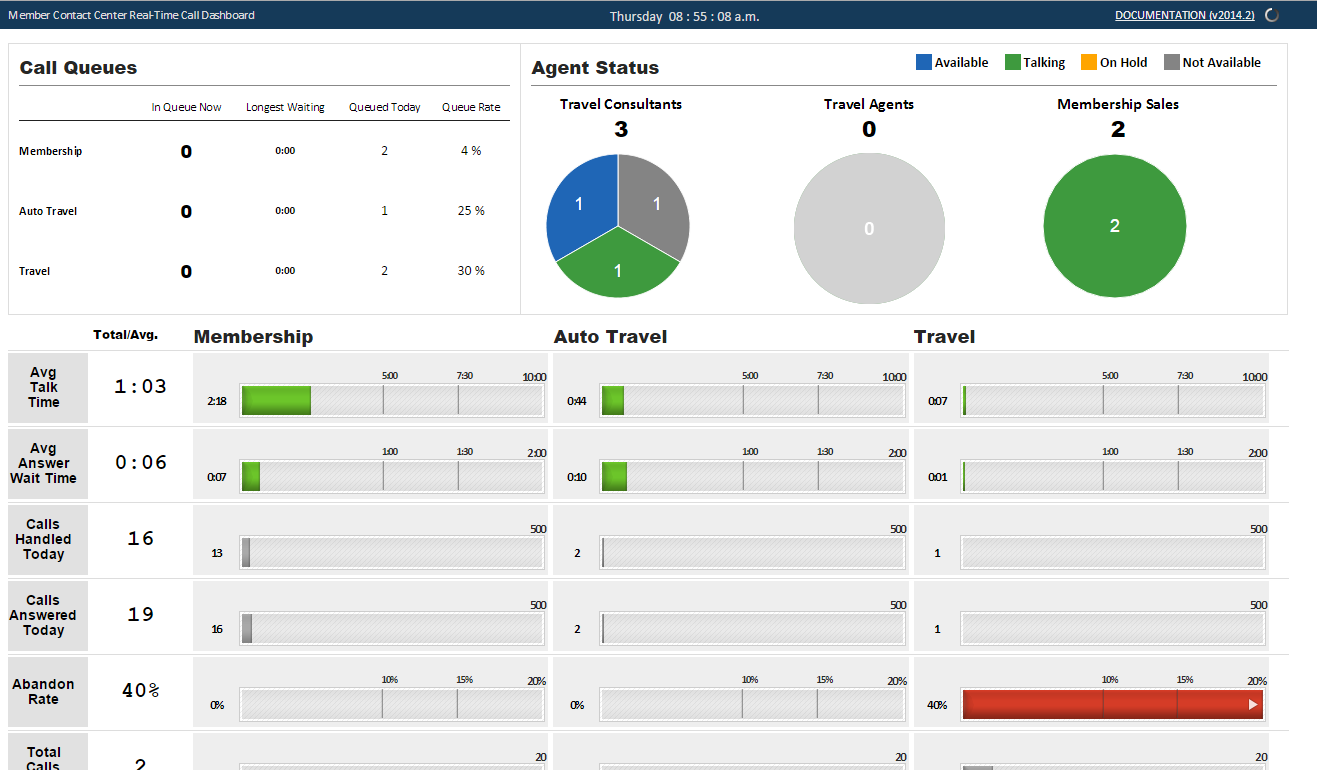 Member Contact Center Real-Time Call Dashboard
Thursday 08 : 55 : 08 a.m.
DOCUMENTATION (v2014.2)
Call Queues
In Queue Now Longest Waiting Queued Today Queue Rate
Membership 0 0:00 2 4 %
Auto Travel 0 0:00 1 25 %
Travel 0 0:00 2 30 %
Agent Status
Available Talking On Hold Not Available
Travel Consultants Travel Agents Membership Sales
3 0 2
1 1 1
0
2
Total/Avg. Membership Auto Travel Travel
Avg
Talk
Time
1:03
5:00 7:30 10:00
2:18
5:00 7:30 10:00
0:44
5:00 7:30 10:00
0:07
Avg
Answer
Wait Time
0:06
1:00 1:30 2:00
0:07
1:00 1:30 2:00
0:10
1:00 1:30 2:00
0:01
Calls
Handled
Today
16
500
13
500
2
500
1
Calls
Answered
Today
19
500
16
500
2
500
1
Abandon
Rate
40%
10% 15% 20%
0%
10% 15% 20%
0%
10% 15% 20%
40%
Total
Calls
2
20
20
20